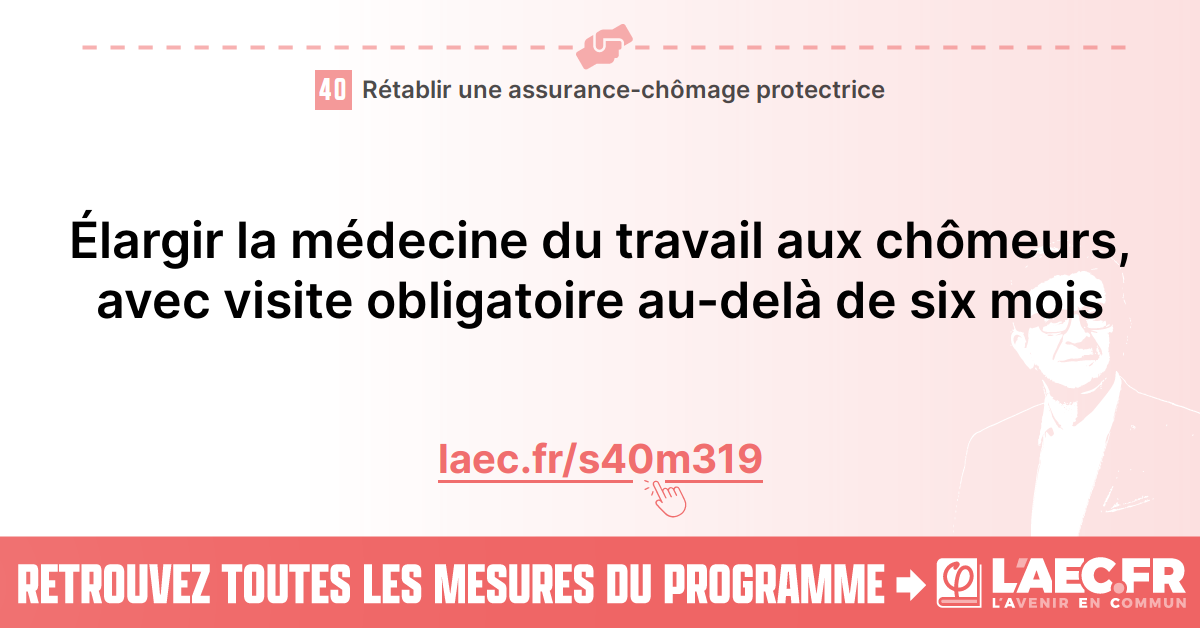 40 Rétablir une assurance-chômage protectrice
Élargir la médecine du travail aux chômeurs,
avec visite obligatoire au-delà de six mois
laec.fr/s40m319
RETROUVEZ TOUTES LES MESURES DU PROGRAMME
φ L'AEC.FR
L'AVENIR EN COMMUN